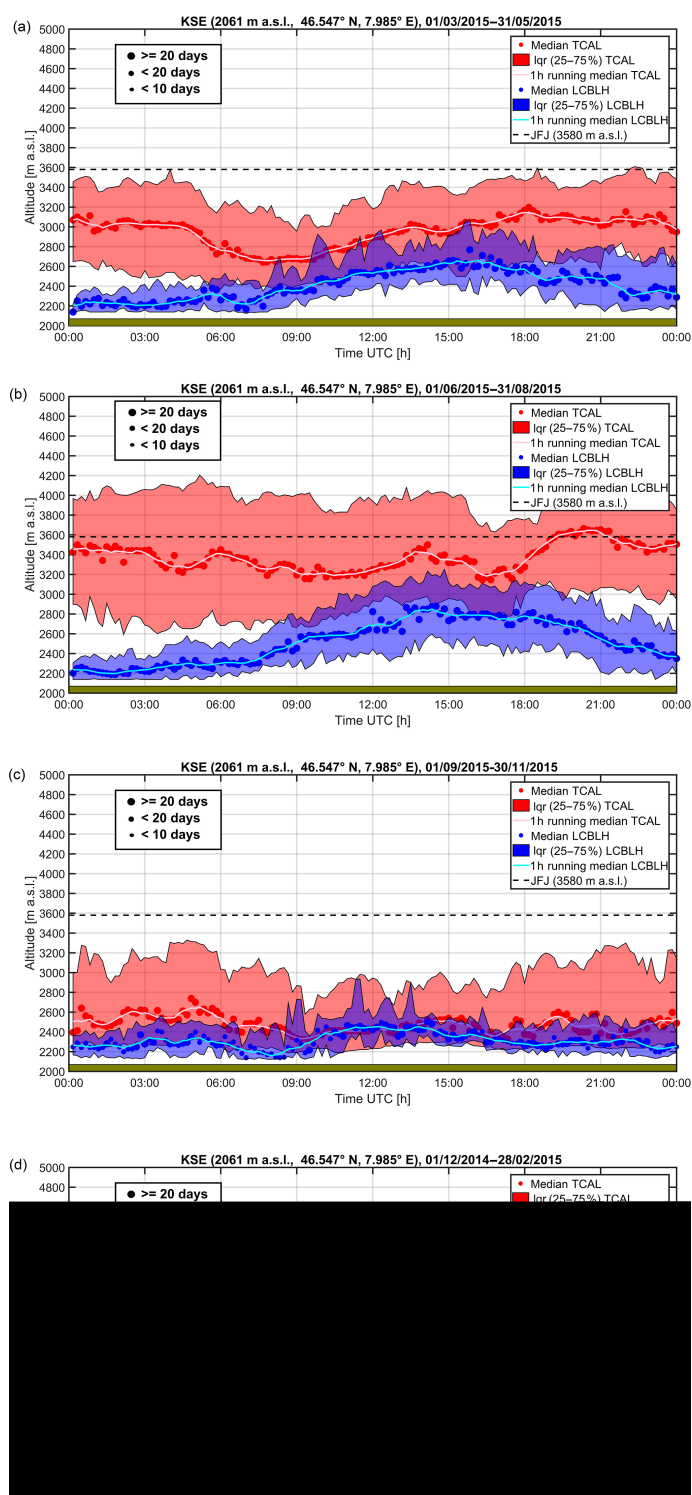 (a)
KSE (2061 m a.s.l., 46.547° N, 7.985° E), 01/03/2015–31/05/2015
5000
4800
4600
4400
4200
4000
3800
3600
3400
3200
3000
2800
2600
2400
2200
2000
Altitude [m a.s.l.]
>= 20 days
< 20 days
< 10 days
Median TCAL
Iqr (25–75%) TCAL
1h running median TCAL
Median LCBLH
Iqr (25–75%) LCBLH
1h running median LCBLH
JFJ (3580 m a.s.l.)
00:00 03:00 06:00 09:00 12:00 15:00 18:00 21:00 00:00
Time UTC [h]
(b)
KSE (2061 m a.s.l., 46.547° N, 7.985° E), 01/06/2015–31/08/2015
5000
4800
4600
4400
4200
4000
3800
3600
3400
3200
3000
2800
2600
2400
2200
2000
Altitude [m a.s.l.]
>= 20 days
< 20 days
< 10 days
Median TCAL
Iqr (25–75%) TCAL
1h running median TCAL
Median LCBLH
Iqr (25–75%) LCBLH
1h running median LCBLH
JFJ (3580 m a.s.l.)
00:00 03:00 06:00 09:00 12:00 15:00 18:00 21:00 00:00
Time UTC [h]
(c)
KSE (2061 m a.s.l., 46.547° N, 7.985° E), 01/09/2015-30/11/2015
5000
4800
4600
4400
4200
4000
3800
3600
3400
3200
3000
2800
2600
2400
2200
2000
Altitude [m a.s.l.]
>= 20 days
< 20 days
< 10 days
Median TCAL
Iqr (25–75%) TCAL
1h running median TCAL
Median LCBLH
Iqr (25–75%) LCBLH
1h running median LCBLH
JFJ (3580 m a.s.l.)
00:00 03:00 06:00 09:00 12:00 15:00 18:00 21:00 00:00
Time UTC [h]
(d)
KSE (2061 m a.s.l., 46.547° N, 7.985° E), 01/12/2014–28/02/2015
5000
4800
>= 20 days
Median TCAL
Iqr (25–75%) TCAL